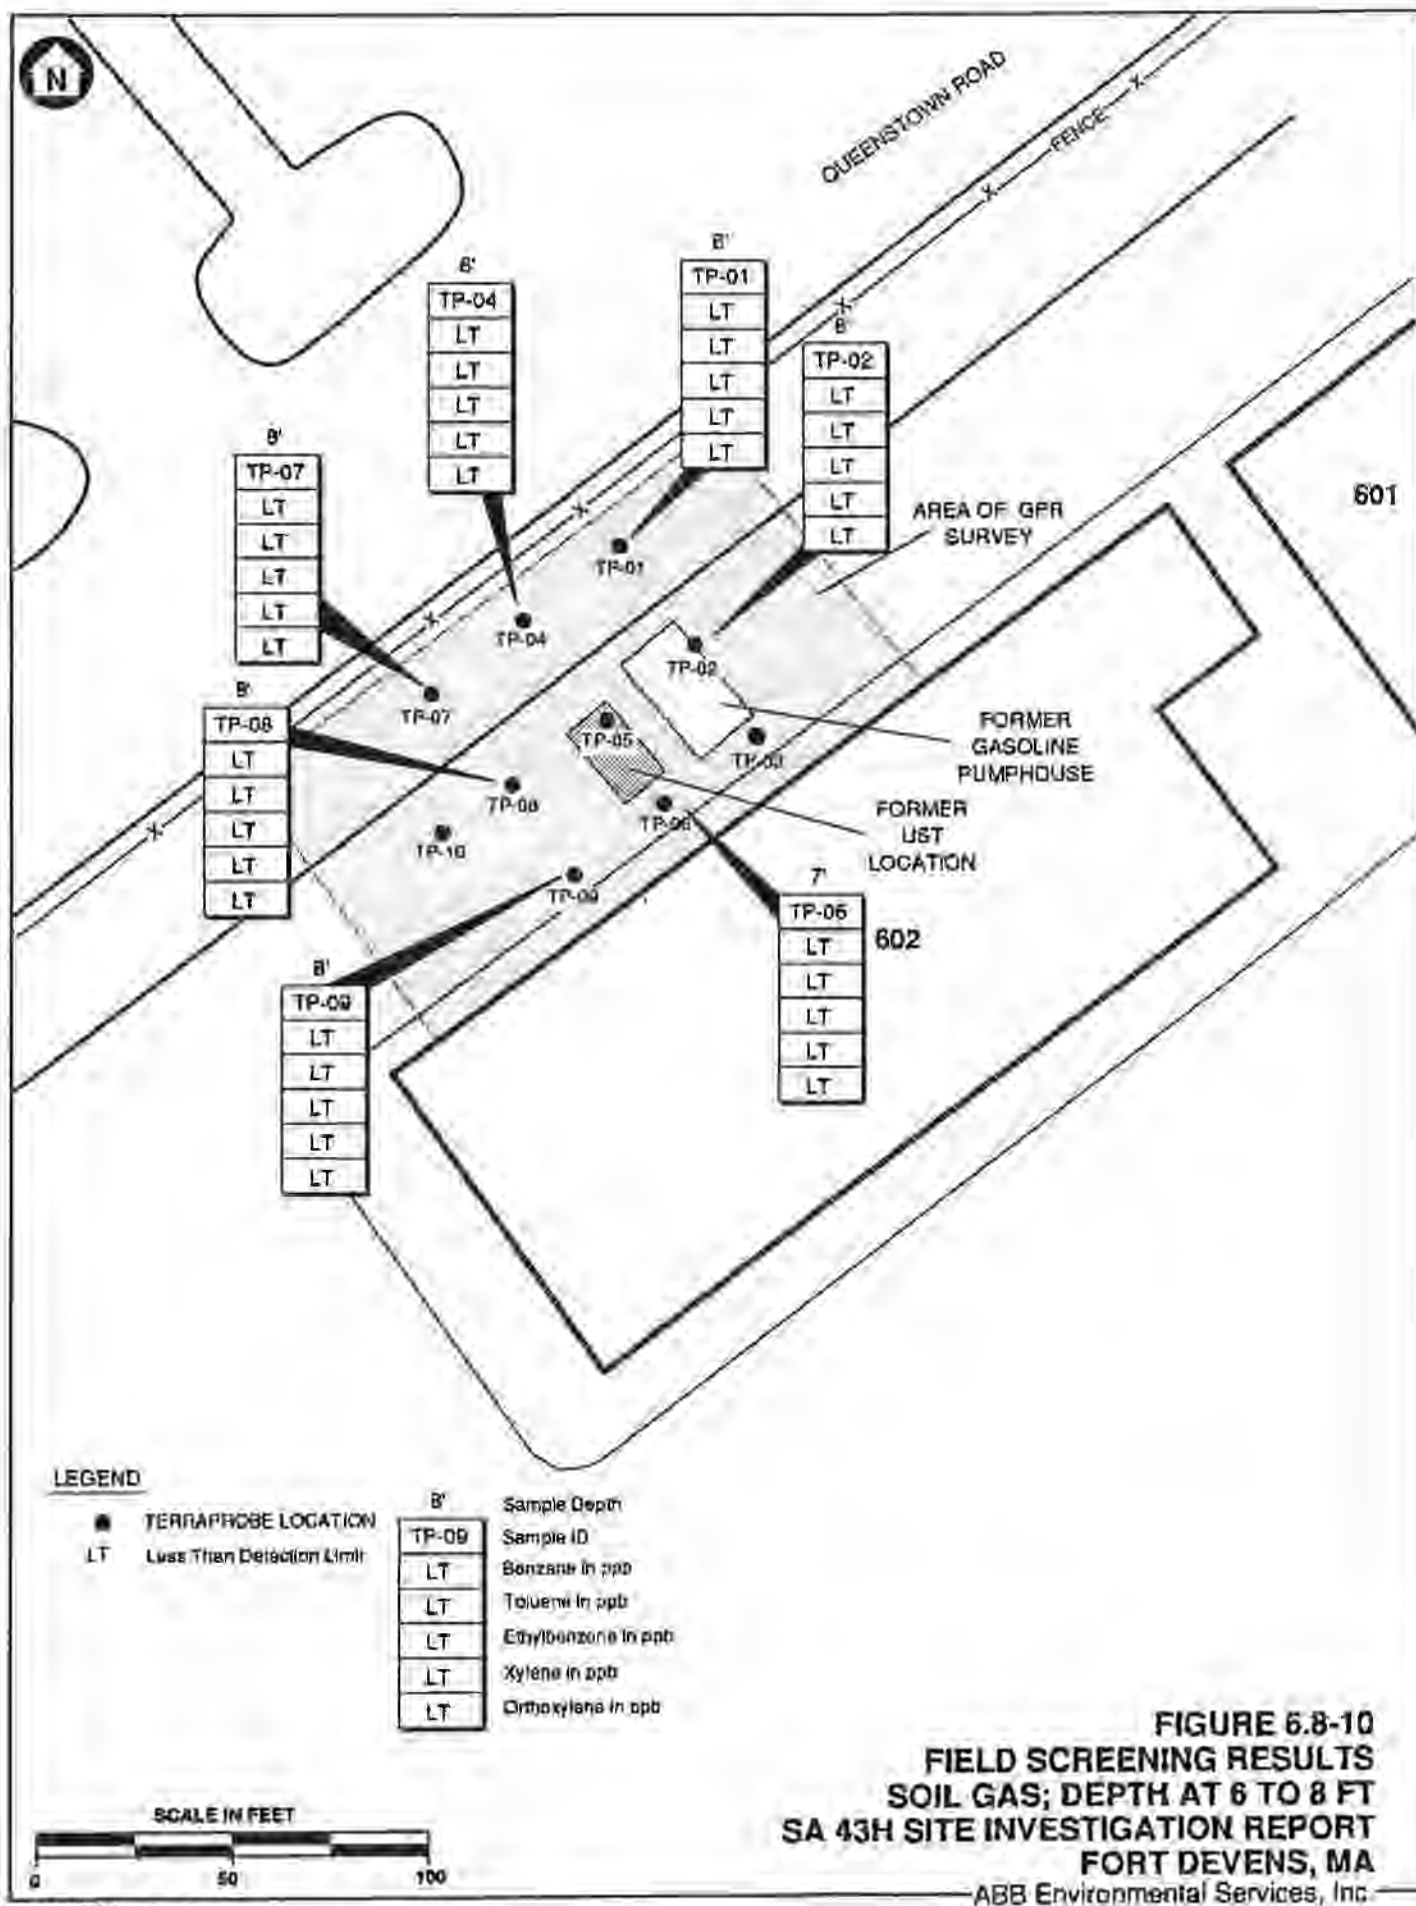 N
QUEENSTOWN ROAD
X
FENCE
X
X
8'
TP-01
LT
LT
LT
LT
LT
6'
TP-04
LT
LT
LT
LT
LT
8'
TP-02
LT
LT
LT
LT
LT
8'
TP-07
LT
LT
LT
LT
LT
601
AREA OF GPR
SURVEY
X
TP-01
X
TP-04
TP-02
TP-07
8'
TP-08
LT
LT
LT
LT
LT
TP-05
TP-03
FORMER
GASOLINE
PUMPHOUSE
TP-08
TP-06
FORMER
UST
LOCATION
X
TP-10
TP-09
7'
TP-06
LT
LT
LT
LT
LT
602
8'
TP-09
LT
LT
LT
LT
LT
LEGEND
TERRAPROBE LOCATION
LT Less Than Detection Limit
8' Sample Depth
TP-09 Sample ID
LT Benzene in ppb
LT Toluene in ppb
LT Ethylbenzene in ppb
LT Xylene in ppb
LT Orthoxylene in ppb
SCALE IN FEET
0 50 100
FIGURE 6.8-10
FIELD SCREENING RESULTS
SOIL GAS; DEPTH AT 6 TO 8 FT
SA 43H SITE INVESTIGATION REPORT
FORT DEVENS, MA
ABB Environmental Services, Inc.